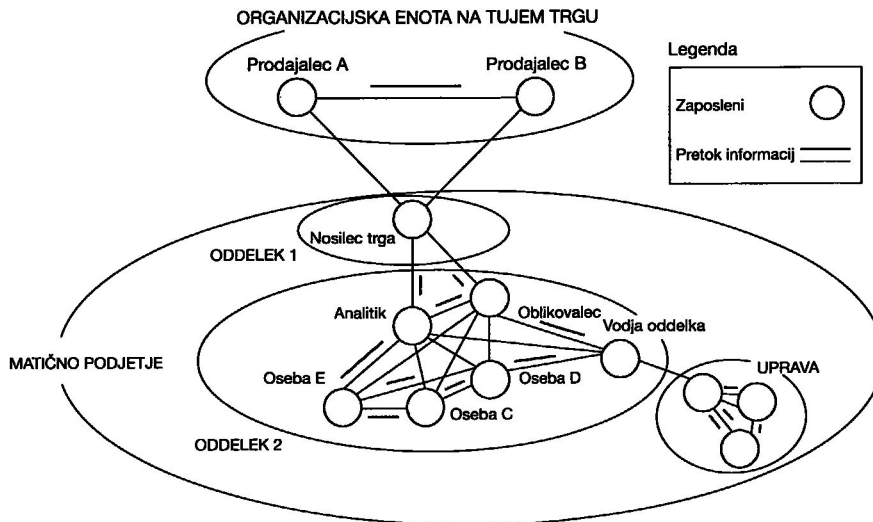 ORGANIZACIJSKA ENOTA NA TUJEM TRGU
Prodajalec A
Prodajalec B
Legenda
Zaposleni
Pretok informacij
Nosilec trga
ODDELEK 1
Analitik
Oblikovalec
Vodja oddelka
MATIČNO PODJETJE
Oseba E
Oseba D
UPRAVA
Oseba C
ODDELEK 2